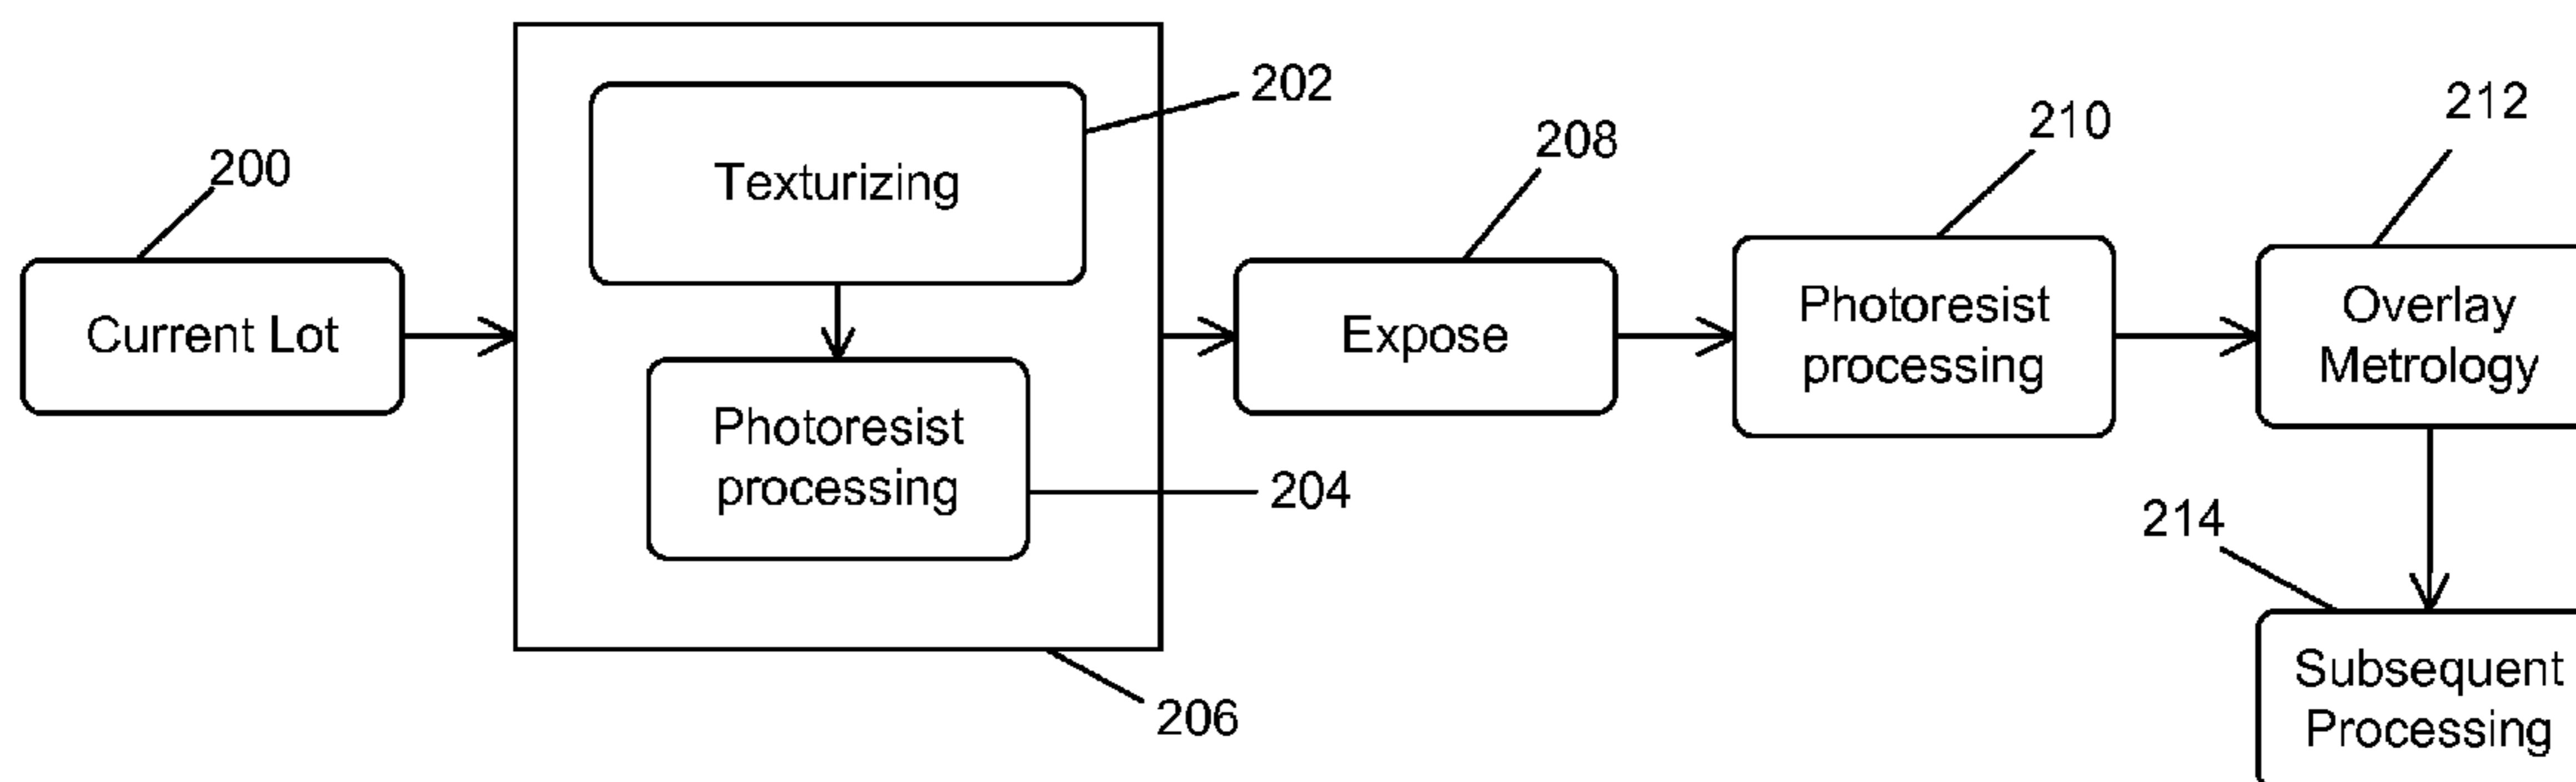 200
Current Lot
202
Texturizing
Photoresist
processing
204
206
208
Expose
210
Photoresist
processing
212
Overlay
Metrology
214
Subsequent
Processing